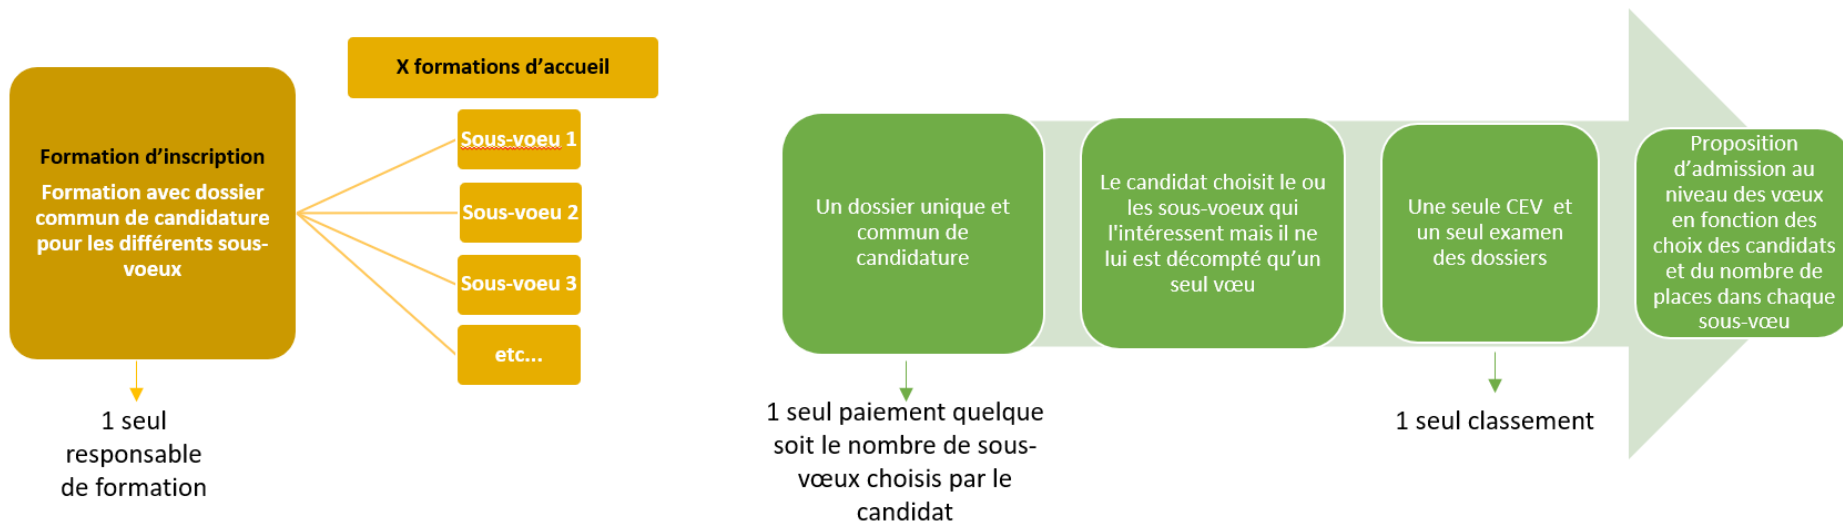 Formation d’inscription
Formation avec dossier
commun de candidature
pour les différents sous-
voeux
1 seul
responsable
de formation
X formations d’accueil
Sous-voeu 1
Sous-voeu 2
Sous-voeu 3
etc...
Un dossier unique et
commun de
candidature
1 seul paiement quelque
soit le nombre de sous-
vœux choisis par le
candidat
Le candidat choisit le ou
les sous-voeux qui
l'intéressent mais il ne
lui est décompté qu’un
seul vœu
Une seule CEV et
un seul examen
des dossiers
1 seul classement
Proposition
d’admission au
niveau des vœux
en fonction des
choix des candidats
et du nombre de
places dans chaque
sous-vœu